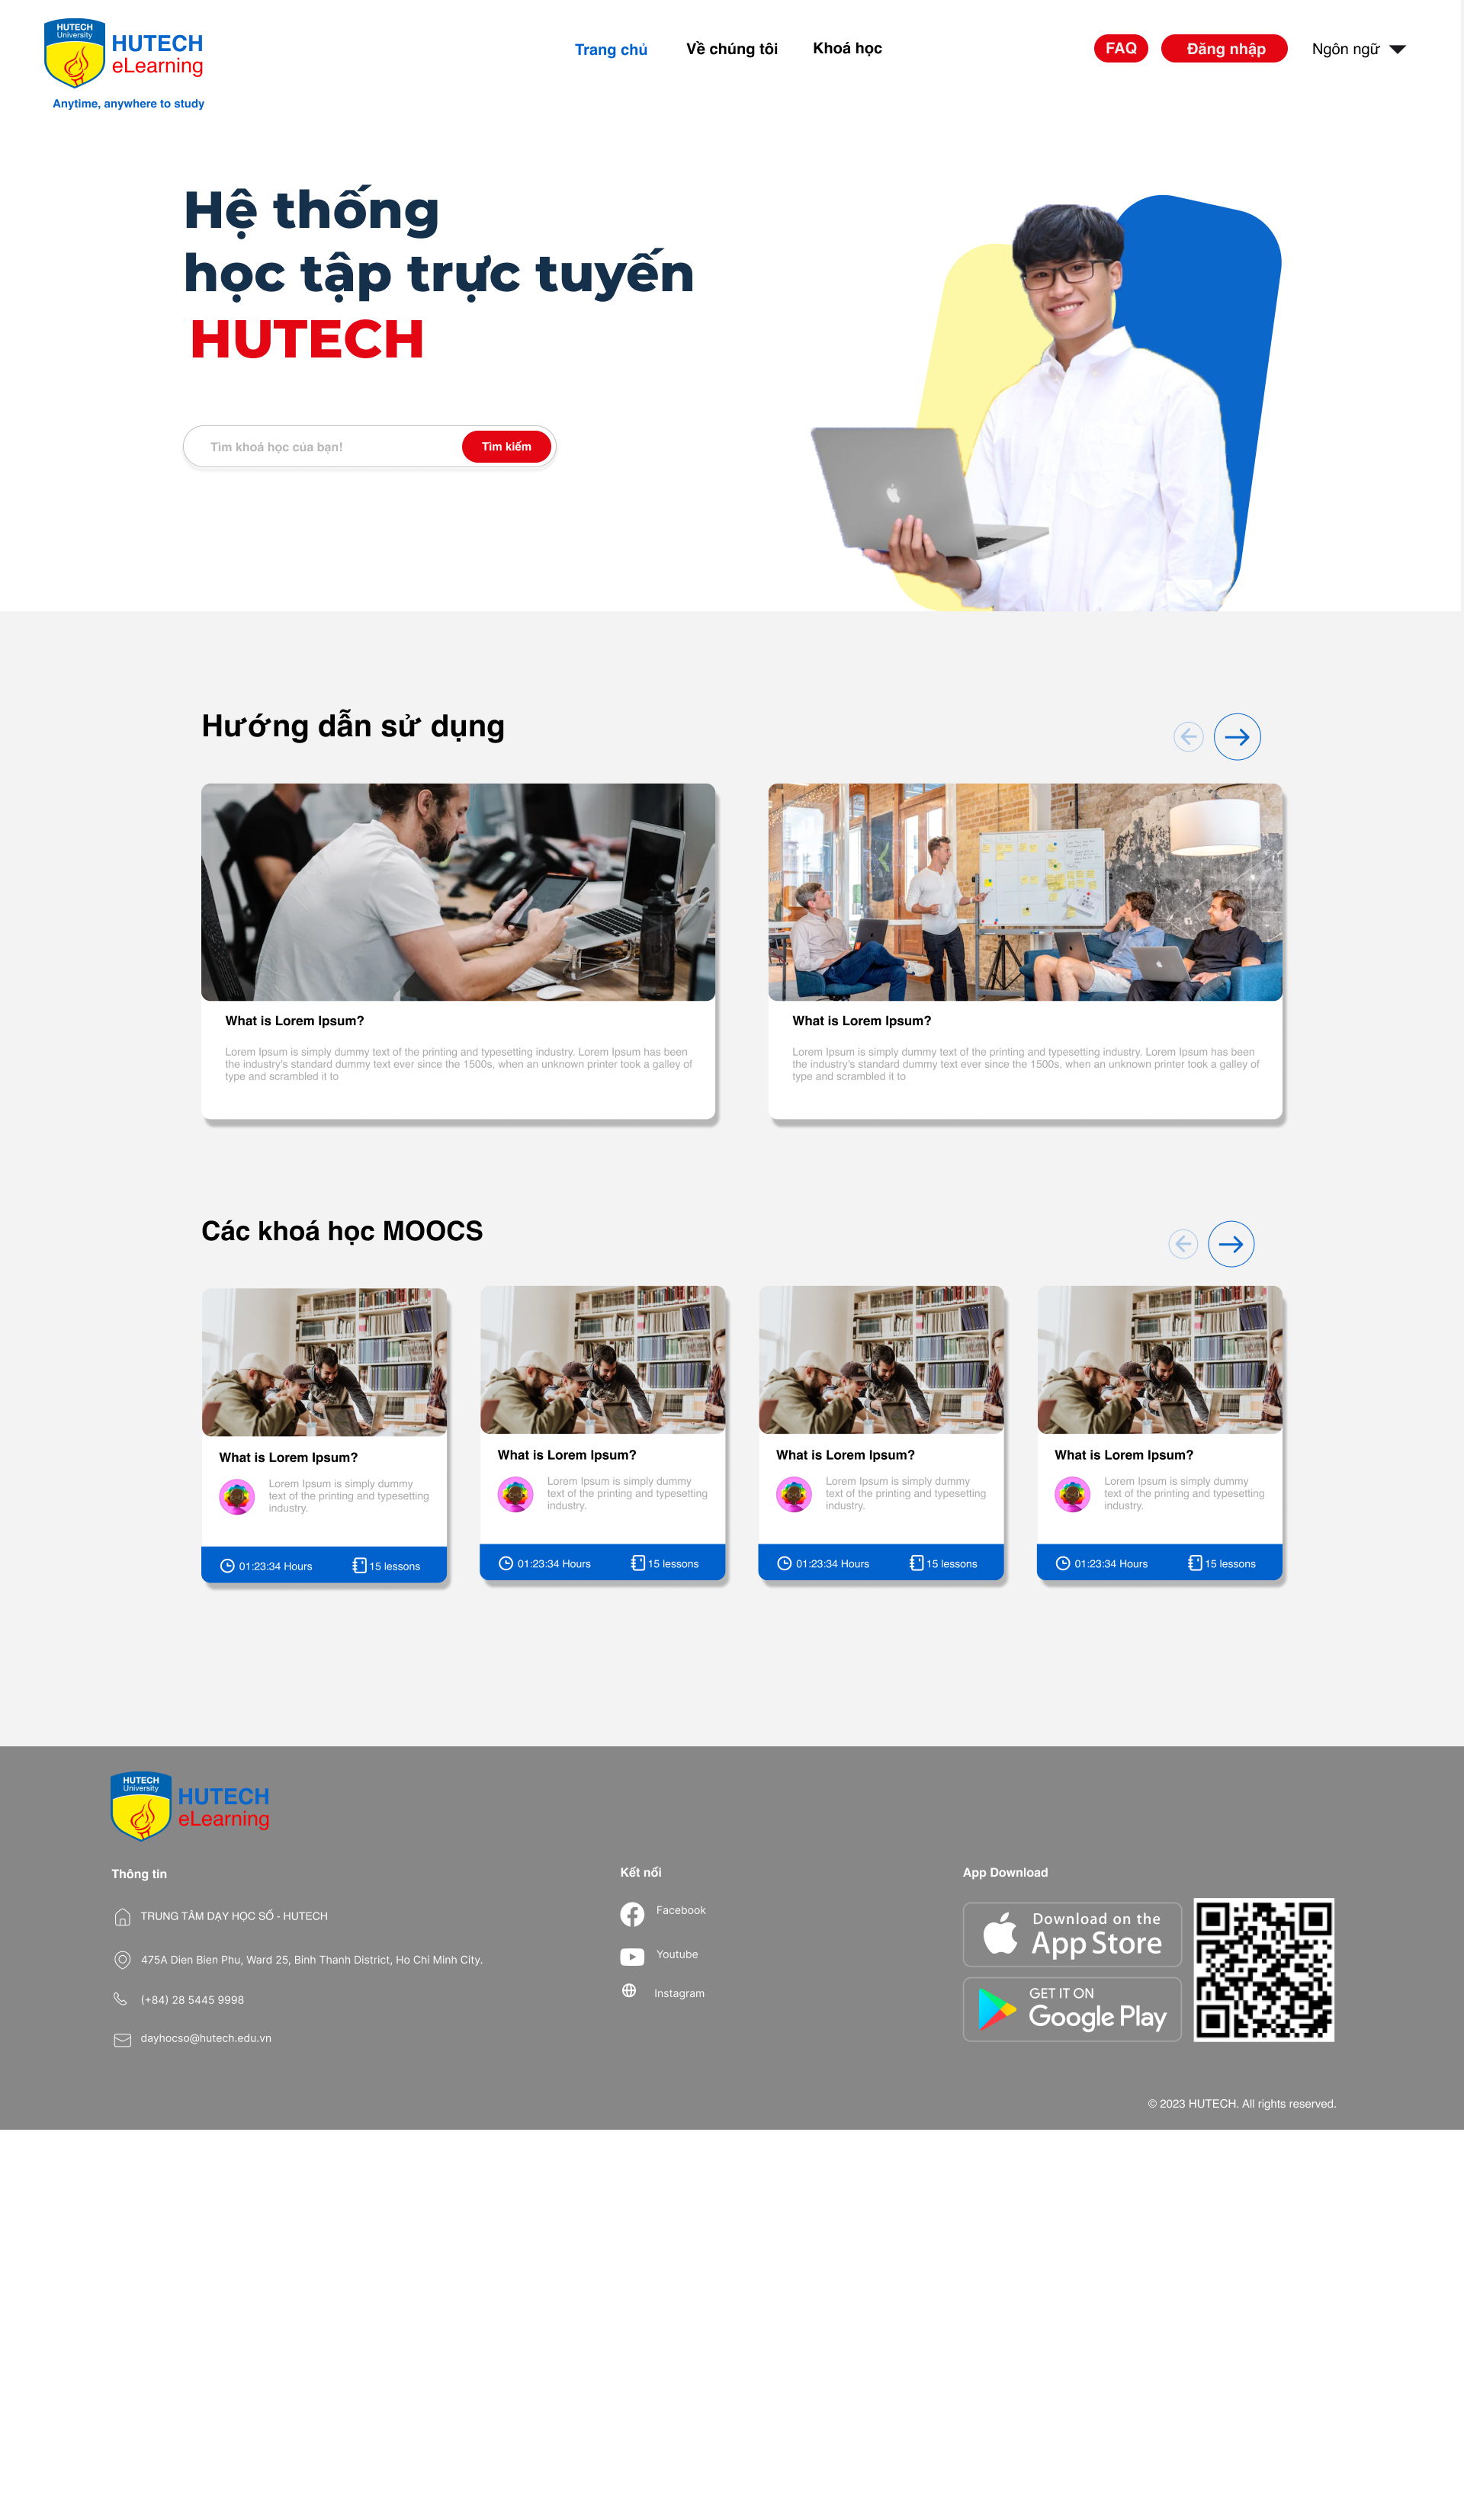 HUTECH
University
HUTECH
eLearning
Anytime, anywhere to study
Trang chủ
Về chúng tôi
Khoá học
FAQ
Đăng nhập
Ngôn ngữ
Hệ thống
học tập trực tuyến
HUTECH
Tìm khoá học của bạn!
Tìm kiếm
Hướng dẫn sử dụng
What is Lorem Ipsum?
Lorem Ipsum is simply dummy text of the printing and typesetting industry. Lorem Ipsum has been
the industry's standard dummy text ever since the 1500s, when an unknown printer took a galley of
type and scrambled it to
What is Lorem Ipsum?
Lorem Ipsum is simply dummy text of the printing and typesetting industry. Lorem Ipsum has been
the industry's standard dummy text ever since the 1500s, when an unknown printer took a galley of
type and scrambled it to
Các khoá học MOOCS
What is Lorem Ipsum?
Lorem Ipsum is simply dummy
text of the printing and typesetting
industry.
01:23:34 Hours
15 lessons
What is Lorem Ipsum?
Lorem Ipsum is simply dummy
text of the printing and typesetting
industry.
01:23:34 Hours
15 lessons
What is Lorem Ipsum?
Lorem Ipsum is simply dummy
text of the printing and typesetting
industry.
01:23:34 Hours
15 lessons
What is Lorem Ipsum?
Lorem Ipsum is simply dummy
text of the printing and typesetting
industry.
01:23:34 Hours
15 lessons
HUTECH
University
HUTECH
eLearning
Thông tin
TRUNG TÂM DẠY HỌC SỐ - HUTECH
475A Dien Bien Phu, Ward 25, Binh Thanh District, Ho Chi Minh City.
(+84) 28 5445 9998
dayhocso@hutech.edu.vn
Kết nối
Facebook
Youtube
Instagram
App Download
Download on the
App Store
GET IT ON
Google Play
© 2023 HUTECH. All rights reserved.